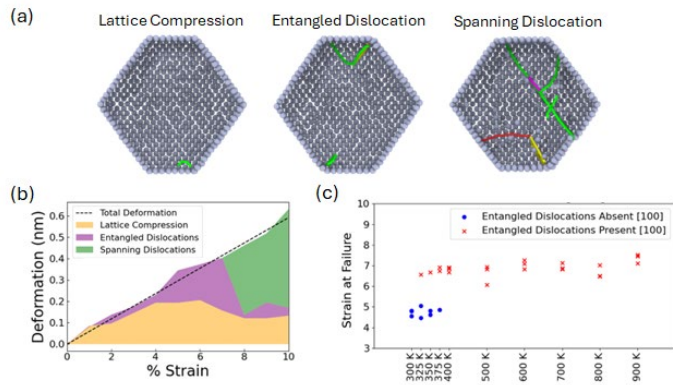 (a)
Lattice Compression
Entangled Dislocation
Spanning Dislocation
(b)
Total Deformation
Lattice Compression
Entangled Dislocations
Spanning Dislocations
Deformation (nm)
0.6
0.5
0.4
0.3
0.2
0.1
0.0
0
2
4
6
8
10
% Strain
(c)
Entangled Dislocations Absent [100]
Entangled Dislocations Present [100]
Strain at Failure
10
9
8
7
6
5
4
3
300 K
325 K
350 K
375 K
400 K
500 K
600 K
700 K
800 K
900 K